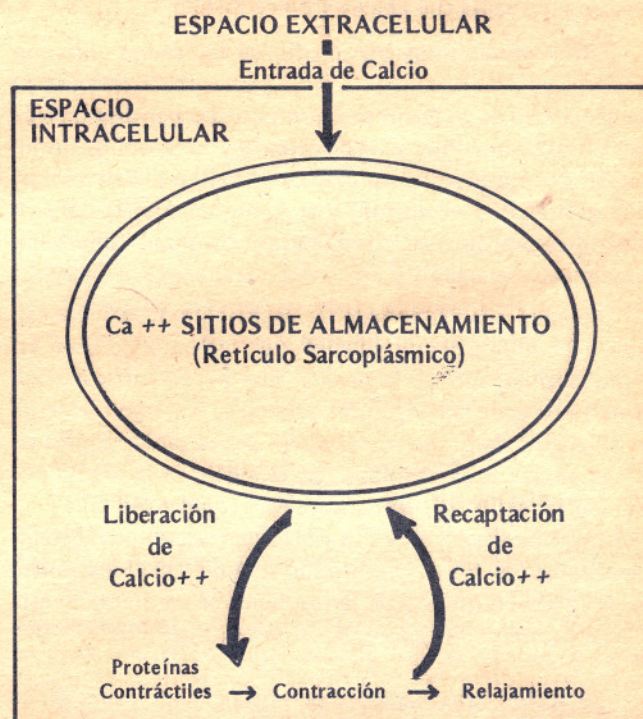 ESPACIO EXTRACELULAR
Entrada de Calcio
ESPACIO
INTRACELULAR
Ca ++ SITIOS DE ALMACENAMIENTO
(Retículo Sarcoplásmico)
Liberación
de
Calcio++
Recaptación
de
Calcio++
Proteínas
Contráctiles → Contracción → Relajamiento